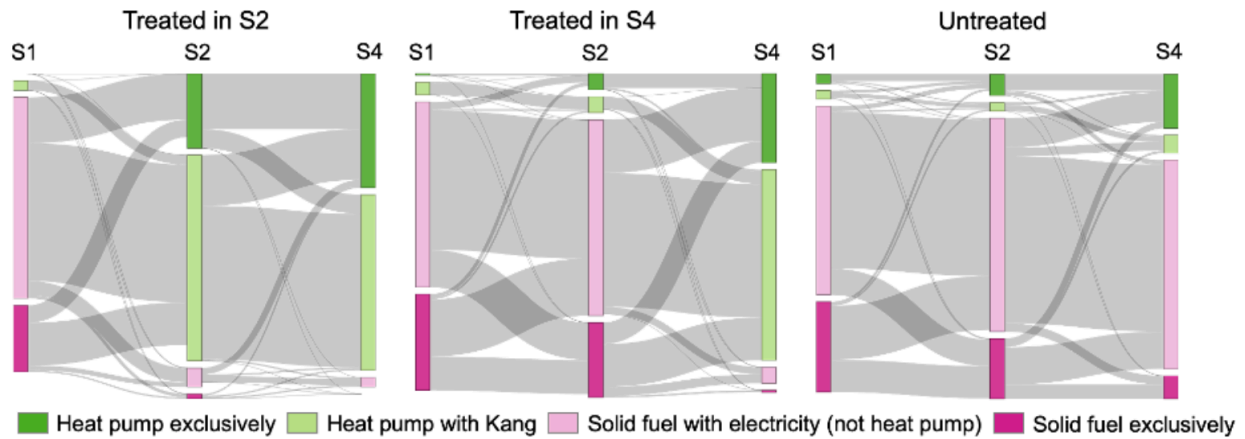 Treated in S2 Treated in S4 Untreated
S1 S2 S4 S1 S2 S4 S1 S2 S4
Heat pump exclusively Heat pump with Kang Solid fuel with electricity (not heat pump) Solid fuel exclusively